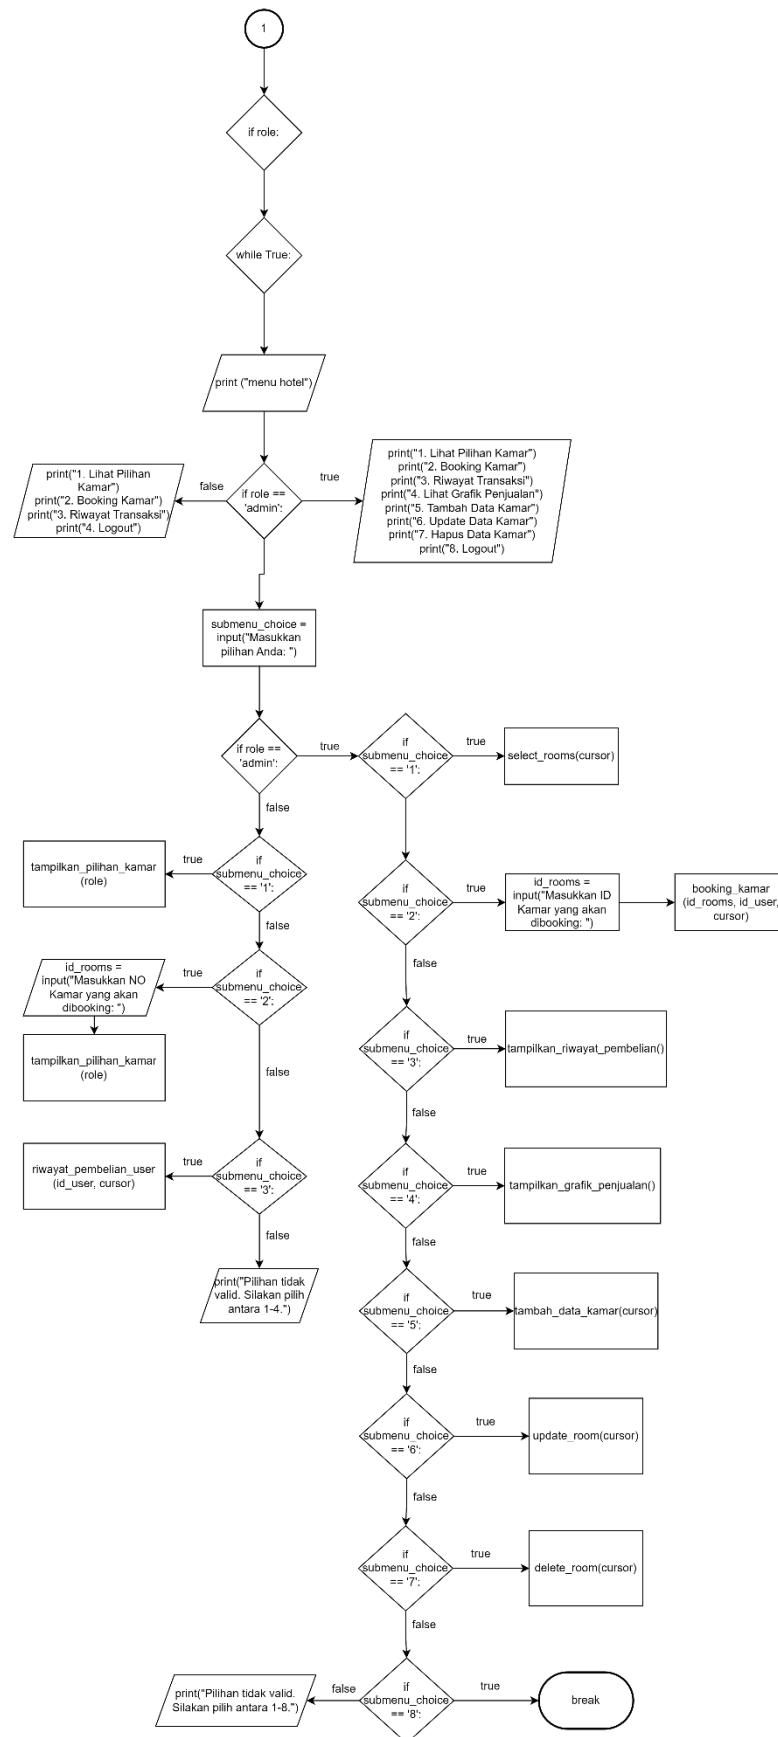 1
if role:
while True:
print ("menu hotel")
print("1. Lihat Pilihan
Kamar")
print("2. Booking Kamar")
print("3. Riwayat Transaksi")
print("4. Logout")
false
if role ==
'admin':
true
print("1. Lihat Pilihan Kamar")
print("2. Booking Kamar")
print("3. Riwayat Transaksi")
print("4. Lihat Grafik Penjualan")
print("5. Tambah Data Kamar")
print("6. Update Data Kamar")
print("7. Hapus Data Kamar")
print("8. Logout")
submenu_choice =
input("Masukkan
pilihan Anda: ")
if role ==
'admin':
true
if
submenu_choice
== '1':
true
select_rooms(cursor)
false
tampilkan_pilihan_kamar
(role)
true
if
submenu_choice
== '1':
if
submenu_choice
== '2':
true
id_rooms =
input("Masukkan ID
Kamar yang akan
dibooking: ")
booking_kamar
(id_rooms, id_user,
cursor)
false
false
id_rooms =
input("Masukkan NO
Kamar yang akan
dibooking: ")
true
if
submenu_choice
== '2':
tampilkan_pilihan_kamar
(role)
false
if
submenu_choice
== '3':
true
tampilkan_riwayat_pembelian()
false
riwayat_pembelian_user
(id_user, cursor)
true
if
submenu_choice
== '3':
if
submenu_choice
== '4':
true
tampilkan_grafik_penjualan()
false
false
print("Pilihan tidak
valid. Silakan pilih
antara 1-4.")
if
submenu_choice
== '5':
true
tambah_data_kamar(cursor)
false
if
submenu_choice
== '6':
true
update_room(cursor)
false
if
submenu_choice
== '7':
true
delete_room(cursor)
false
print("Pilihan tidak valid.
Silakan pilih antara 1-8.")
false
if
submenu_choice
== '8':
true
break